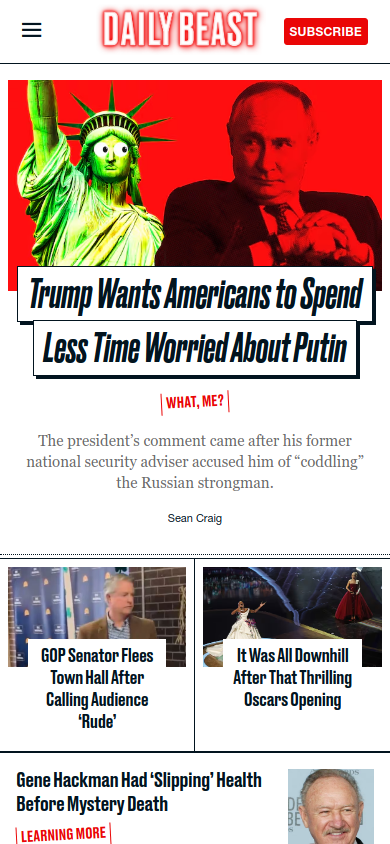 DAILY BEAST
SUBSCRIBE
Trump Wants Americans to Spend
Less Time Worried About Putin
WHAT, ME?
The president’s comment came after his former
national security adviser accused him of “coddling”
the Russian strongman.
Sean Craig
GOP Senator Flees
Town Hall After
Calling Audience
‘Rude’
It Was All Downhill
After That Thrilling
Oscars Opening
Gene Hackman Had ‘Slipping’ Health
Before Mystery Death
LEARNING MORE